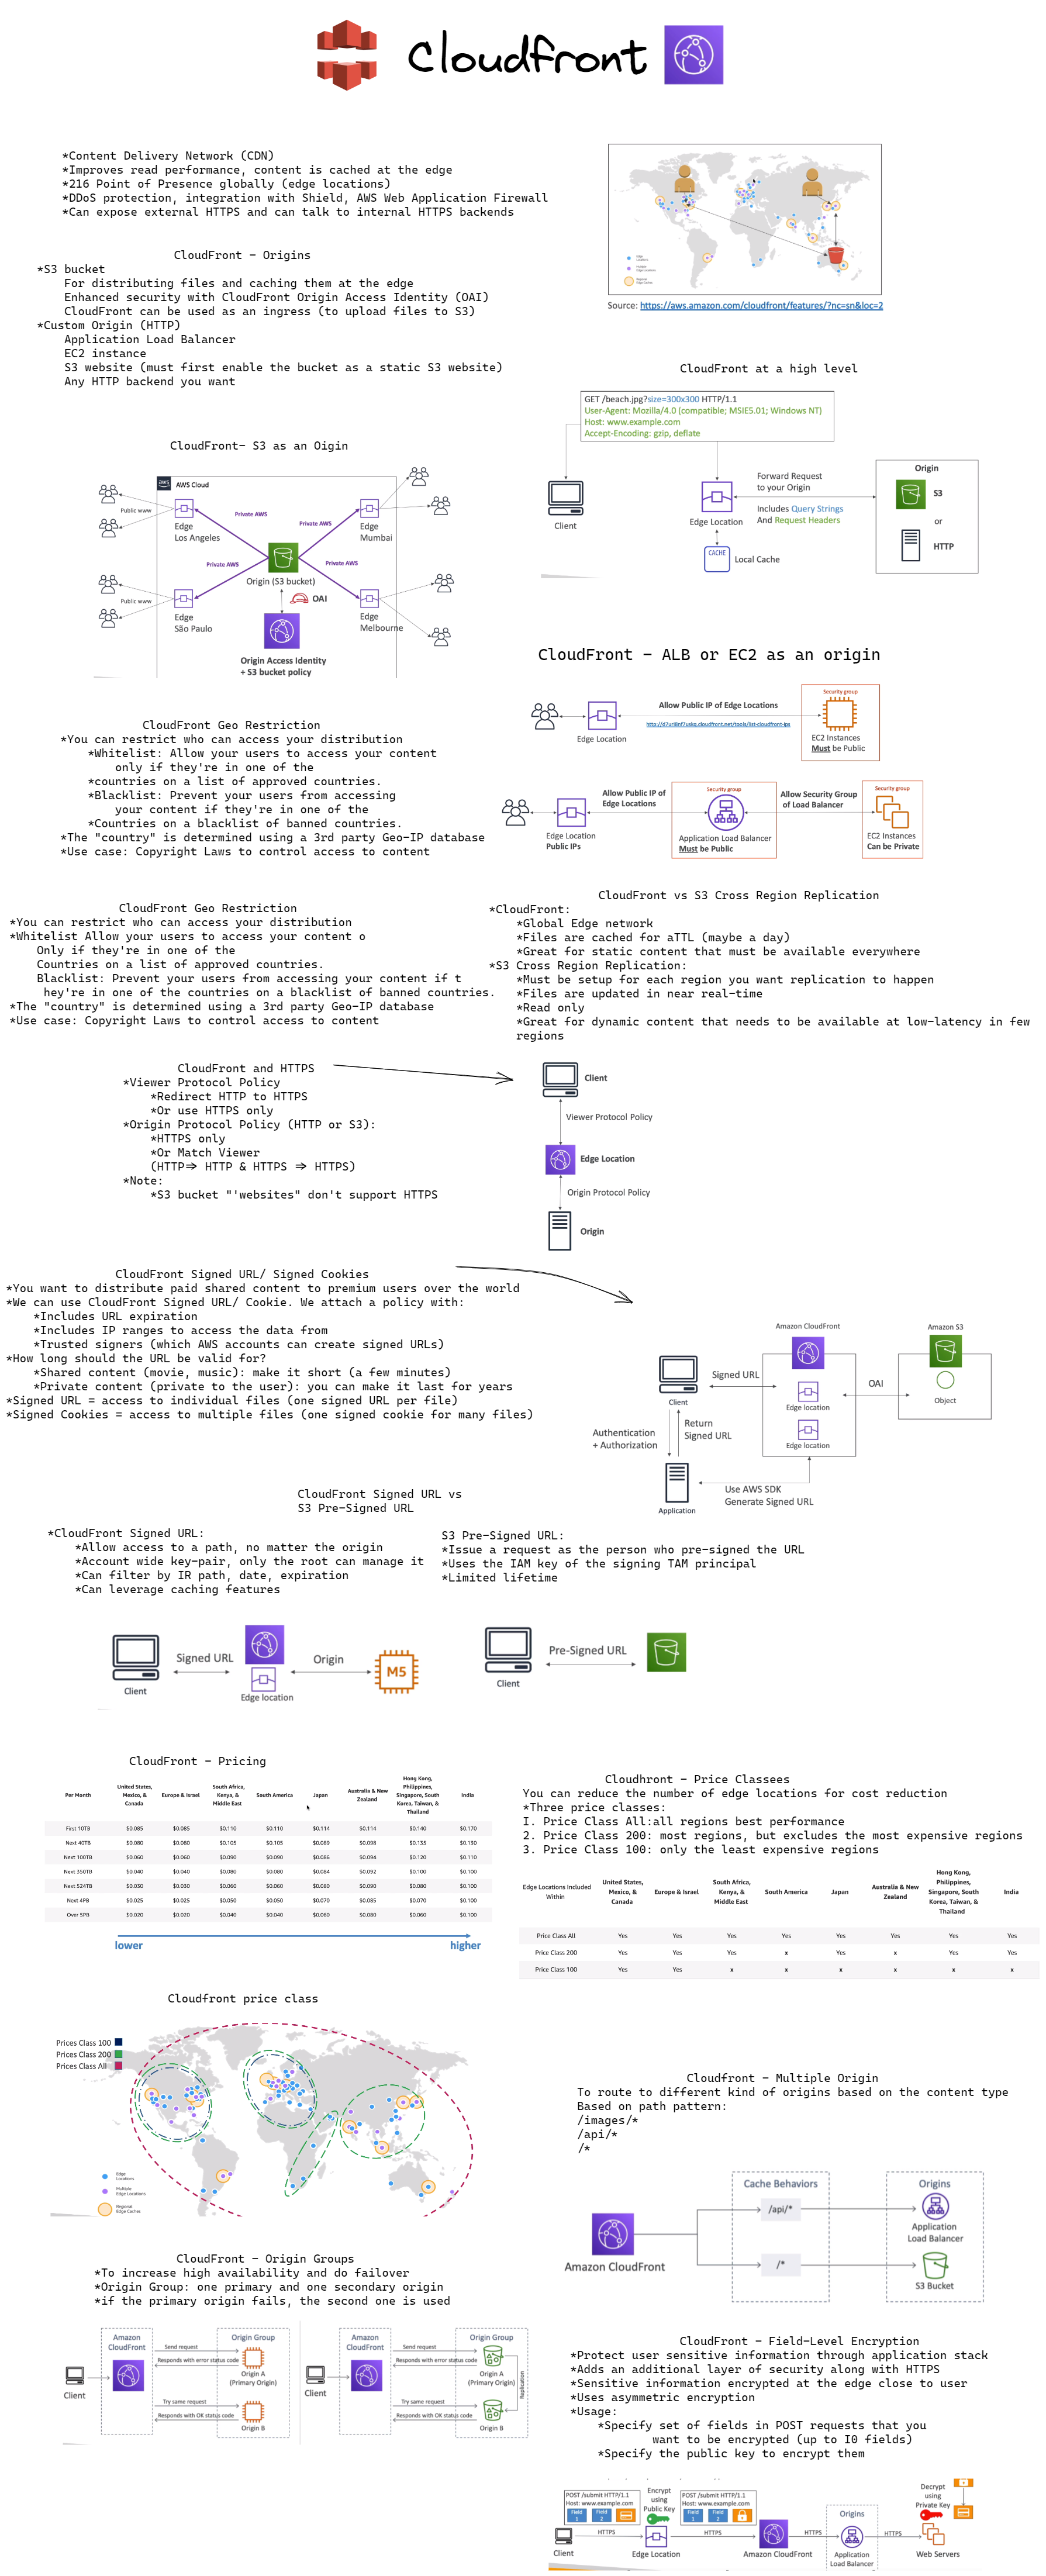 Cloudfront
*Content Delivery Network (CDN)
*Improves read performance, content is cached at the edge
*216 Point of Presence globally (edge locations)
*DDoS protection, integration with Shield, AWS Web Application Firewall
*Can expose external HTTPS and can talk to internal HTTPS backends
Edge Locations
Multiple Edge Locations
Regional Edge Caches
Source: https://aws.amazon.com/cloudfront/features/?nc=sn&loc=2
CloudFront - Origins
*S3 bucket
For distributing files and caching them at the edge
Enhanced security with CloudFront Origin Access Identity (OAI)
CloudFront can be used as an ingress (to upload files to S3)
*Custom Origin (HTTP)
Application Load Balancer
EC2 instance
S3 website (must first enable the bucket as a static S3 website)
Any HTTP backend you want
CloudFront at a high level
GET /beach.jpg?size=300x300 HTTP/1.1
User-Agent: Mozilla/4.0 (compatible; MSIE5.01; Windows NT)
Host: www.example.com
Accept-Encoding: gzip, deflate
Client
Edge Location
Forward Request
to your Origin
Includes Query Strings
And Request Headers
CACHE
Local Cache
Origin
S3
or
HTTP
CloudFront- S3 as an Oigin
aws
AWS Cloud
Public www
Edge
Los Angeles
Private AWS
Private AWS
Edge
Mumbai
Private AWS
Private AWS
Origin (S3 bucket)
OAI
Public www
Edge
São Paulo
Edge
Melbourne
Origin Access Identity
+ S3 bucket policy
CloudFront - ALB or EC2 as an origin
Allow Public IP of Edge Locations
Edge Location
Security group
EC2 Instances
Must be Public
Allow Public IP of
Edge Locations
Edge Location
Public IPs
Security group
Application Load Balancer
Must be Public
Allow Security Group
of Load Balancer
Security group
EC2 Instances
Can be Private
CloudFront Geo Restriction
*You can restrict who can access your distribution
*Whitelist: Allow your users to access your content
only if they're in one of the
*countries on a list of approved countries.
*Blacklist: Prevent your users from accessing
your content if they're in one of the
*Countries on a blacklist of banned countries.
*The "country" is determined using a 3rd party Geo-IP database
*Use case: Copyright Laws to control access to content
CloudFront Geo Restriction
*You can restrict who can access your distribution
*Whitelist Allow your users to access your content o
Only if they're in one of the
Countries on a list of approved countries.
Blacklist: Prevent your users from accessing your content if t
hey're in one of the countries on a blacklist of banned countries.
*The "country" is determined using a 3rd party Geo-IP database
*Use case: Copyright Laws to control access to content
CloudFront vs S3 Cross Region Replication
*CloudFront:
*Global Edge network
*Files are cached for aTTL (maybe a day)
*Great for static content that must be available everywhere
*S3 Cross Region Replication:
*Must be setup for each region you want replication to happen
*Files are updated in near real-time
*Read only
*Great for dynamic content that needs to be available at low-latency in few
regions
CloudFront and HTTPS
*Viewer Protocol Policy
*Redirect HTTP to HTTPS
*Or use HTTPS only
*Origin Protocol Policy (HTTP or S3):
*HTTPS only
*Or Match Viewer
(HTTP=> HTTP & HTTPS => HTTPS)
*Note:
*S3 bucket "'websites" don't support HTTPS
Client
Viewer Protocol Policy
Edge Location
Origin Protocol Policy
Origin
CloudFront Signed URL/ Signed Cookies
*You want to distribute paid shared content to premium users over the world
*We can use CloudFront Signed URL/ Cookie. We attach a policy with:
*Includes URL expiration
*Includes IP ranges to access the data from
*Trusted signers (which AWS accounts can create signed URLs)
*How long should the URL be valid for?
*Shared content (movie, music): make it short (a few minutes)
*Private content (private to the user): you can make it last for years
*Signed URL = access to individual files (one signed URL per file)
*Signed Cookies = access to multiple files (one signed cookie for many files)
Amazon CloudFront
Amazon S3
Client
Signed URL
Edge location
Edge location
OAI
Object
Authentication
+ Authorization
Return
Signed URL
Application
Use AWS SDK
Generate Signed URL
CloudFront Signed URL vs
S3 Pre-Signed URL
*CloudFront Signed URL:
*Allow access to a path, no matter the origin
*Account wide key-pair, only the root can manage it
*Can filter by IR path, date, expiration
*Can leverage caching features
S3 Pre-Signed URL:
*Issue a request as the person who pre-signed the URL
*Uses the IAM key of the signing TAM principal
*Limited lifetime
Client
Signed URL
Edge location
Origin
M5
Client
Pre-Signed URL
CloudFront - Pricing
Per Month United States, Mexico, & Canada Europe & Israel South Africa, Kenya, & Middle East South America Japan Australia & New Zealand Hong Kong, Philippines, Singapore, South Korea, Taiwan, & Thailand India
First 10TB $0.085 $0.085 $0.110 $0.110 $0.114 $0.114 $0.140 $0.170
Next 40TB $0.080 $0.080 $0.105 $0.105 $0.089 $0.098 $0.135 $0.130
Next 100TB $0.060 $0.060 $0.090 $0.090 $0.086 $0.094 $0.120 $0.110
Next 350TB $0.040 $0.040 $0.080 $0.080 $0.084 $0.092 $0.100 $0.100
Next 524TB $0.030 $0.030 $0.060 $0.060 $0.080 $0.090 $0.080 $0.100
Next 4PB $0.025 $0.025 $0.050 $0.050 $0.070 $0.085 $0.070 $0.100
Over 5PB $0.020 $0.020 $0.040 $0.040 $0.060 $0.080 $0.060 $0.100
lower
higher
Cloudhront - Price Classees
You can reduce the number of edge locations for cost reduction
*Three price classes:
I. Price Class All:all regions best performance
2. Price Class 200: most regions, but excludes the most expensive regions
3. Price Class 100: only the least expensive regions
Edge Locations Included Within United States, Mexico, & Canada Europe & Israel South Africa, Kenya, & Middle East South America Japan Australia & New Zealand Hong Kong, Philippines, Singapore, South Korea, Taiwan, & Thailand India
Price Class All Yes Yes Yes Yes Yes Yes Yes Yes
Price Class 200 Yes Yes Yes x Yes x Yes Yes
Price Class 100 Yes Yes x x x x x x
Cloudfront price class
Prices Class 100
Prices Class 200
Prices Class All
Edge Locations
Multiple Edge Locations
Regional Edge Caches
Cloudfront - Multiple Origin
To route to different kind of origins based on the content type
Based on path pattern:
/images/*
/api/*
/*
Amazon CloudFront
Cache Behaviors
/api/*
/*
Origins
Application
Load Balancer
S3 Bucket
CloudFront - Origin Groups
*To increase high availability and do failover
*Origin Group: one primary and one secondary origin
*if the primary origin fails, the second one is used
Client
Amazon
CloudFront
Send request
Responds with error status code
Try same request
Responds with OK status code
Origin Group
Origin A
(Primary Origin)
Origin B
Client
Amazon
CloudFront
Send request
Responds with error status code
Try same request
Responds with OK status code
Origin Group
Origin A
(Primary Origin)
Origin B
Replication
CloudFront - Field-Level Encryption
*Protect user sensitive information through application stack
*Adds an additional layer of security along with HTTPS
*Sensitive information encrypted at the edge close to user
*Uses asymmetric encryption
*Usage:
*Specify set of fields in POST requests that you
want to be encrypted (up to I0 fields)
*Specify the public key to encrypt them
POST /submit HTTP/1.1
Host: www.example.com
Field 1
Field 2
Encrypt
using
Public Key
POST /submit HTTP/1.1
Host: www.example.com
Field 1
Field 2
Decrypt
using
Private Key
Origins
HTTPS
HTTPS
HTTPS
HTTPS
Client
Edge Location
Amazon CloudFront
Application
Load Balancer
Web Servers